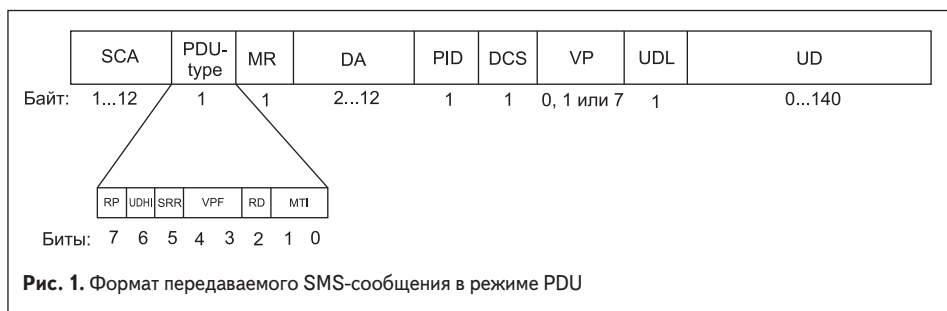 SCA PDU-type MR DA PID DCS VP UDL UD
Байт: 1...12 1 1 2...12 1 1 0, 1 или 7 1 0...140
RP UDHI SRR VPF RD MTI
Биты: 7 6 5 4 3 2 1 0
Рис. 1. Формат передаваемого SMS-сообщения в режиме PDU